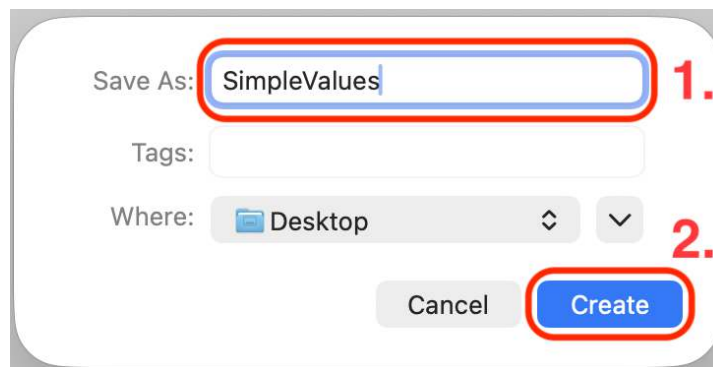 Save As: SimpleValues 1.
Tags:
Where: Desktop
2.
Cancel Create